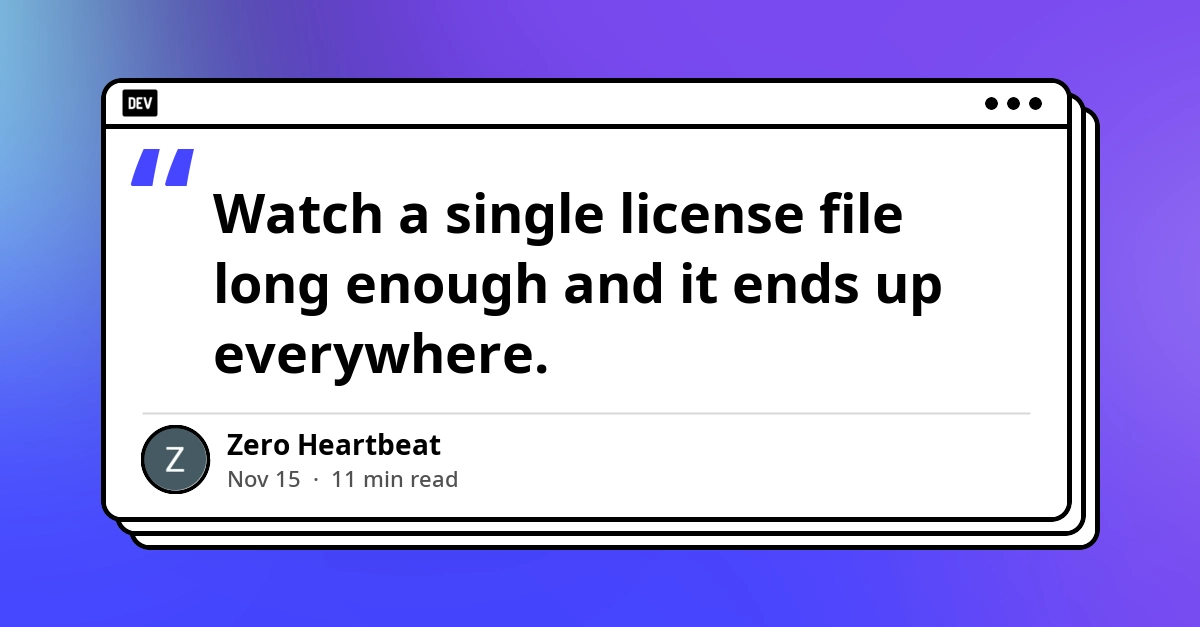 DEV
“
Watch a single license file
long enough and it ends up
everywhere.
Z
Zero Heartbeat
Nov 15 · 11 min read